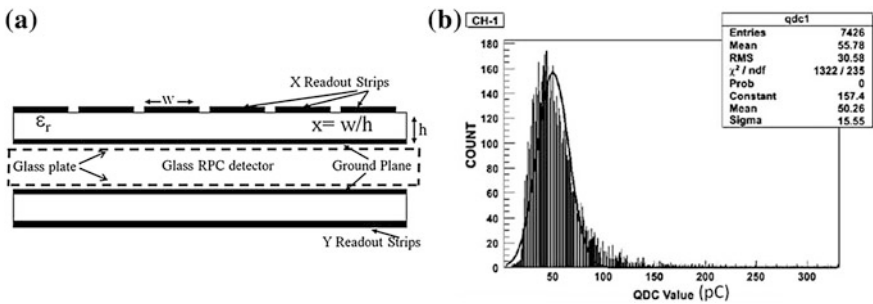 (a)
X Readout Strips
w
εr
x= w/h
h
Glass plate
Glass RPC detector
Ground Plane
Y Readout Strips
(b)
CH-1
qdc1
Entries 7426
Mean 55.78
RMS 30.58
χ² / ndf 1322 / 235
Prob 0
Constant 157.4
Mean 50.26
Sigma 15.55
COUNT
180
160
140
120
100
80
60
40
20
0
50 100 150 200 250 300
QDC Value (pC)